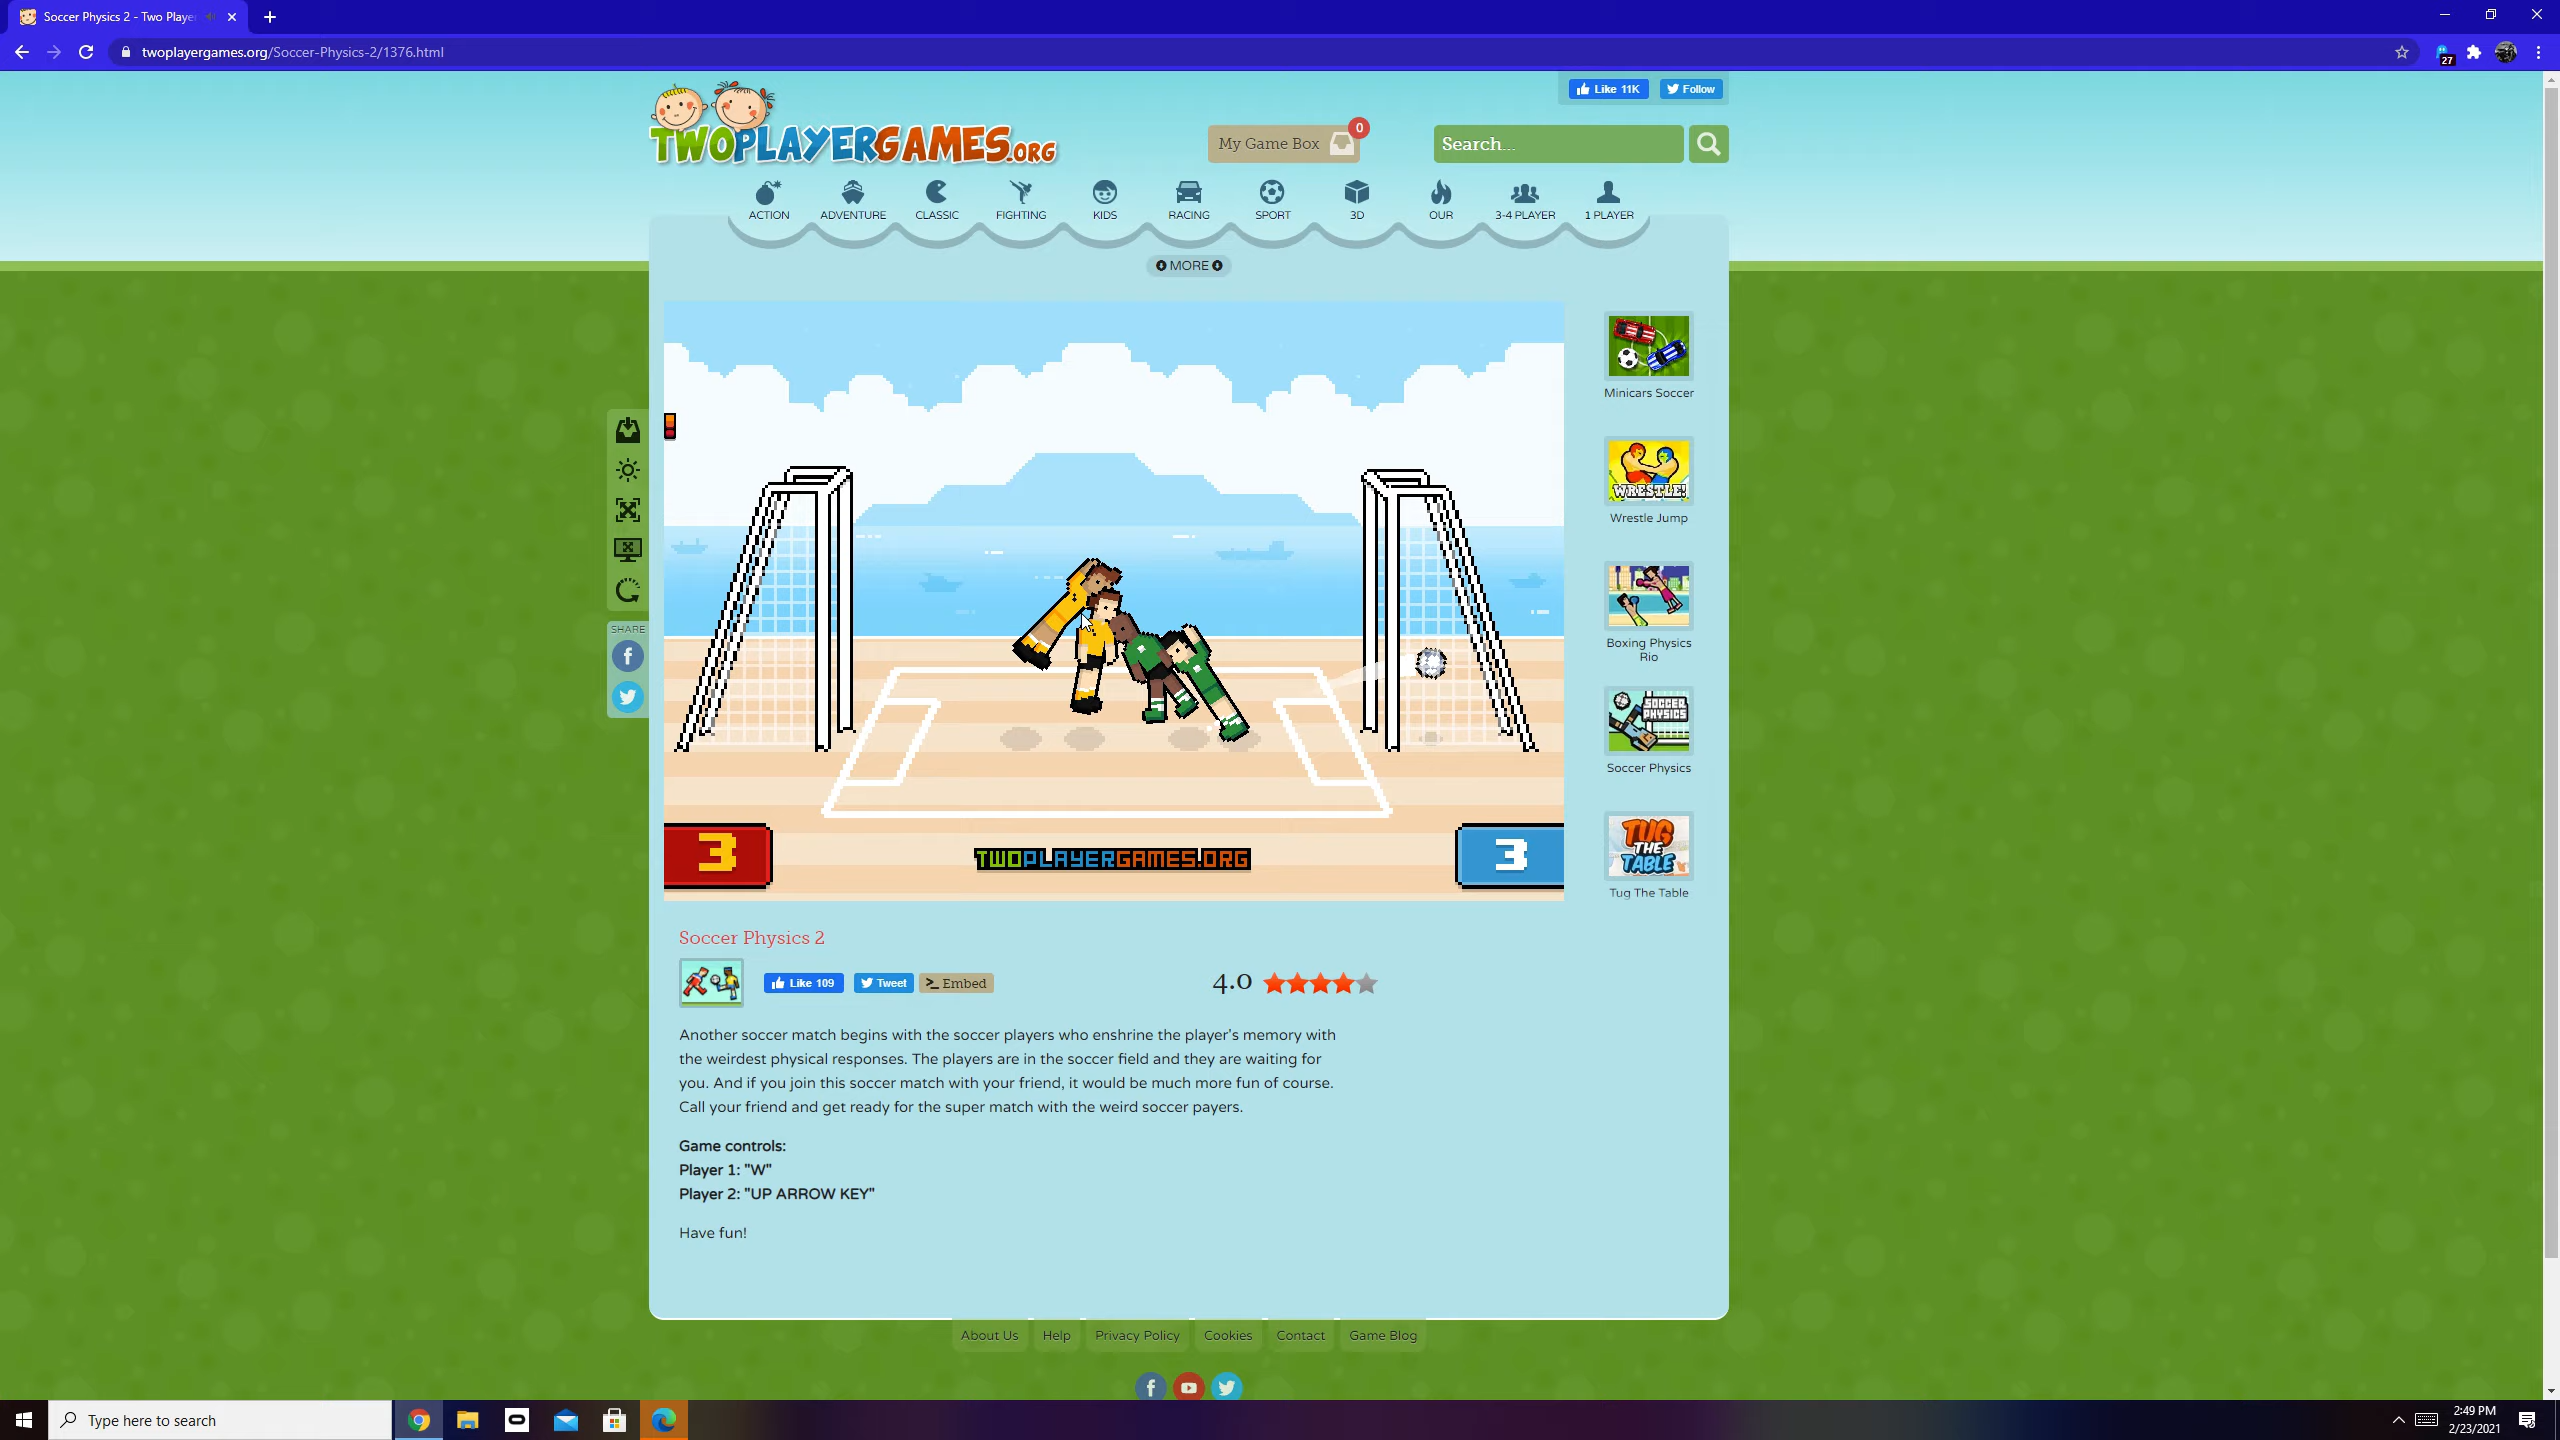 Soccer Physics 2 - Two Playe
twoplayergames.org/Soccer-Physics-2/1376.html
27
Like 11K
Follow
TWOPLAYERGAMES.ORG
My Game Box
0
Search...
ACTION
ADVENTURE
CLASSIC
FIGHTING
KIDS
RACING
SPORT
3D
OUR
3-4 PLAYER
1 PLAYER
MORE
Minicars Soccer
WRESTLE!
Wrestle Jump
Boxing Physics
Rio
SOCCER
PHYSICS
Soccer Physics
TUG
THE
TABLE
Tug The Table
SHARE
3
TWOPLAYERGAMES.ORG
3
Soccer Physics 2
Like 109
Tweet
>_ Embed
4.0
Another soccer match begins with the soccer players who enshrine the player's memory with
the weirdest physical responses. The players are in the soccer field and they are waiting for
you. And if you join this soccer match with your friend, it would be much more fun of course.
Call your friend and get ready for the super match with the weird soccer payers.
Game controls:
Player 1: "W"
Player 2: "UP ARROW KEY"
Have fun!
About Us
Help
Privacy Policy
Cookies
Contact
Game Blog
Type here to search
2:49 PM
2/23/2021